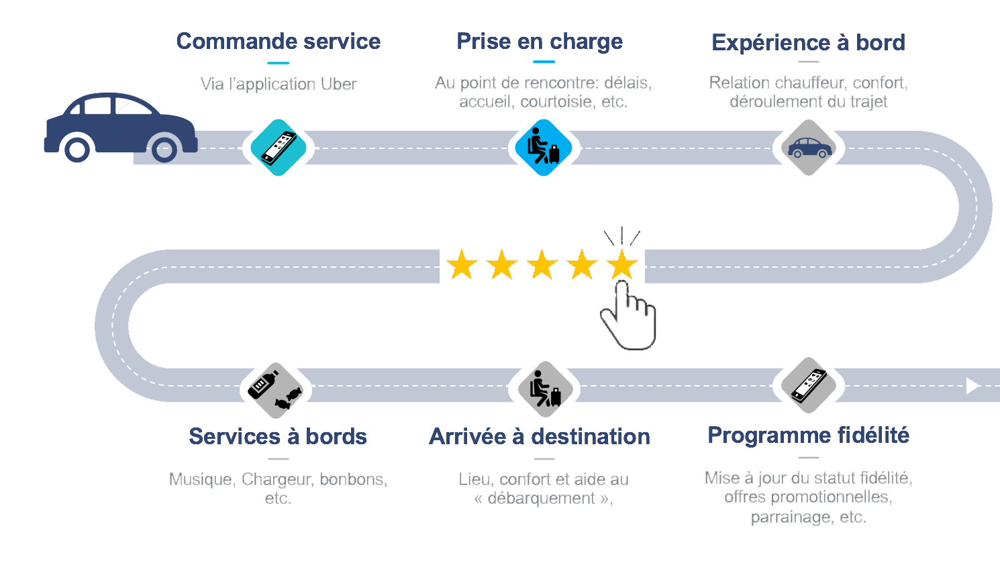 Commande service
Via l’application Uber
Prise en charge
Au point de rencontre: délais,
accueil, courtoisie, etc.
Expérience à bord
Relation chauffeur, confort,
déroulement du trajet
Services à bords
Musique, Chargeur, bonbons,
etc.
Arrivée à destination
Lieu, confort et aide au
« débarquement »,
Programme fidélité
Mise à jour du statut fidélité,
offres promotionnelles,
parrainage, etc.